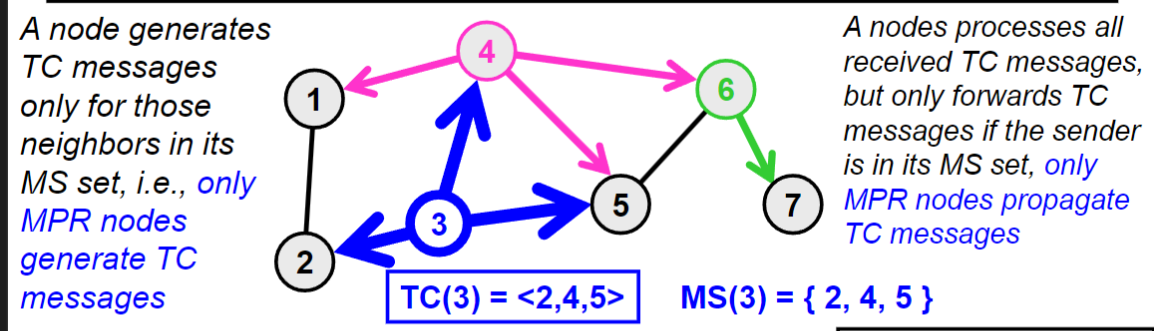 A node generates
TC messages
only for those
neighbors in its
MS set, i.e., only
MPR nodes
generate TC
messages
1
2
3
4
5
6
7
TC(3) = <2,4,5>
MS(3) = { 2, 4, 5 }
A nodes processes all
received TC messages,
but only forwards TC
messages if the sender
is in its MS set, only
MPR nodes propagate
TC messages